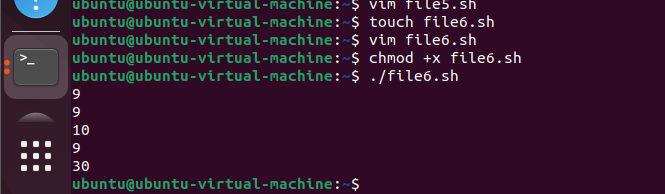 ubuntu@ubuntu-virtual-machine:~$ vim file5.sh
ubuntu@ubuntu-virtual-machine:~$ touch file6.sh
ubuntu@ubuntu-virtual-machine:~$ vim file6.sh
ubuntu@ubuntu-virtual-machine:~$ chmod +x file6.sh
ubuntu@ubuntu-virtual-machine:~$ ./file6.sh
9
9
10
9
30
ubuntu@ubuntu-virtual-machine:~$